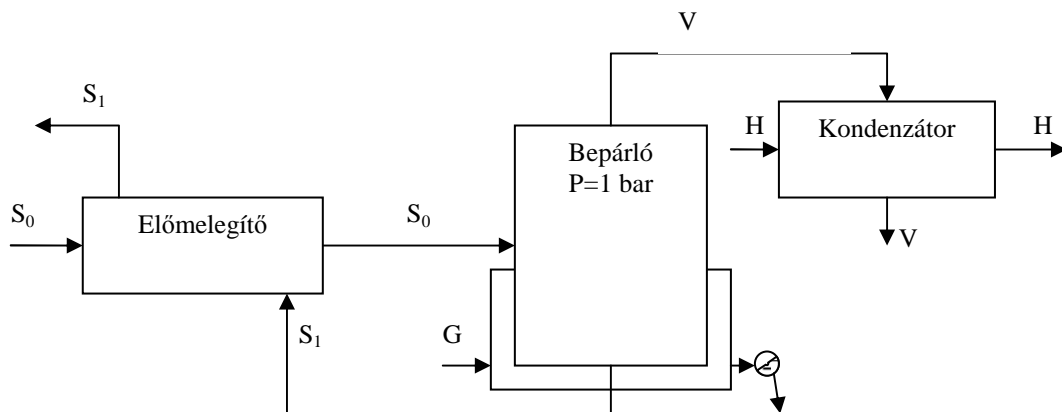 V
S₁
H
Kondenzátor
H
Bepárló
P=1 bar
S₀
Előmelegítő
S₀
V
S₁
G